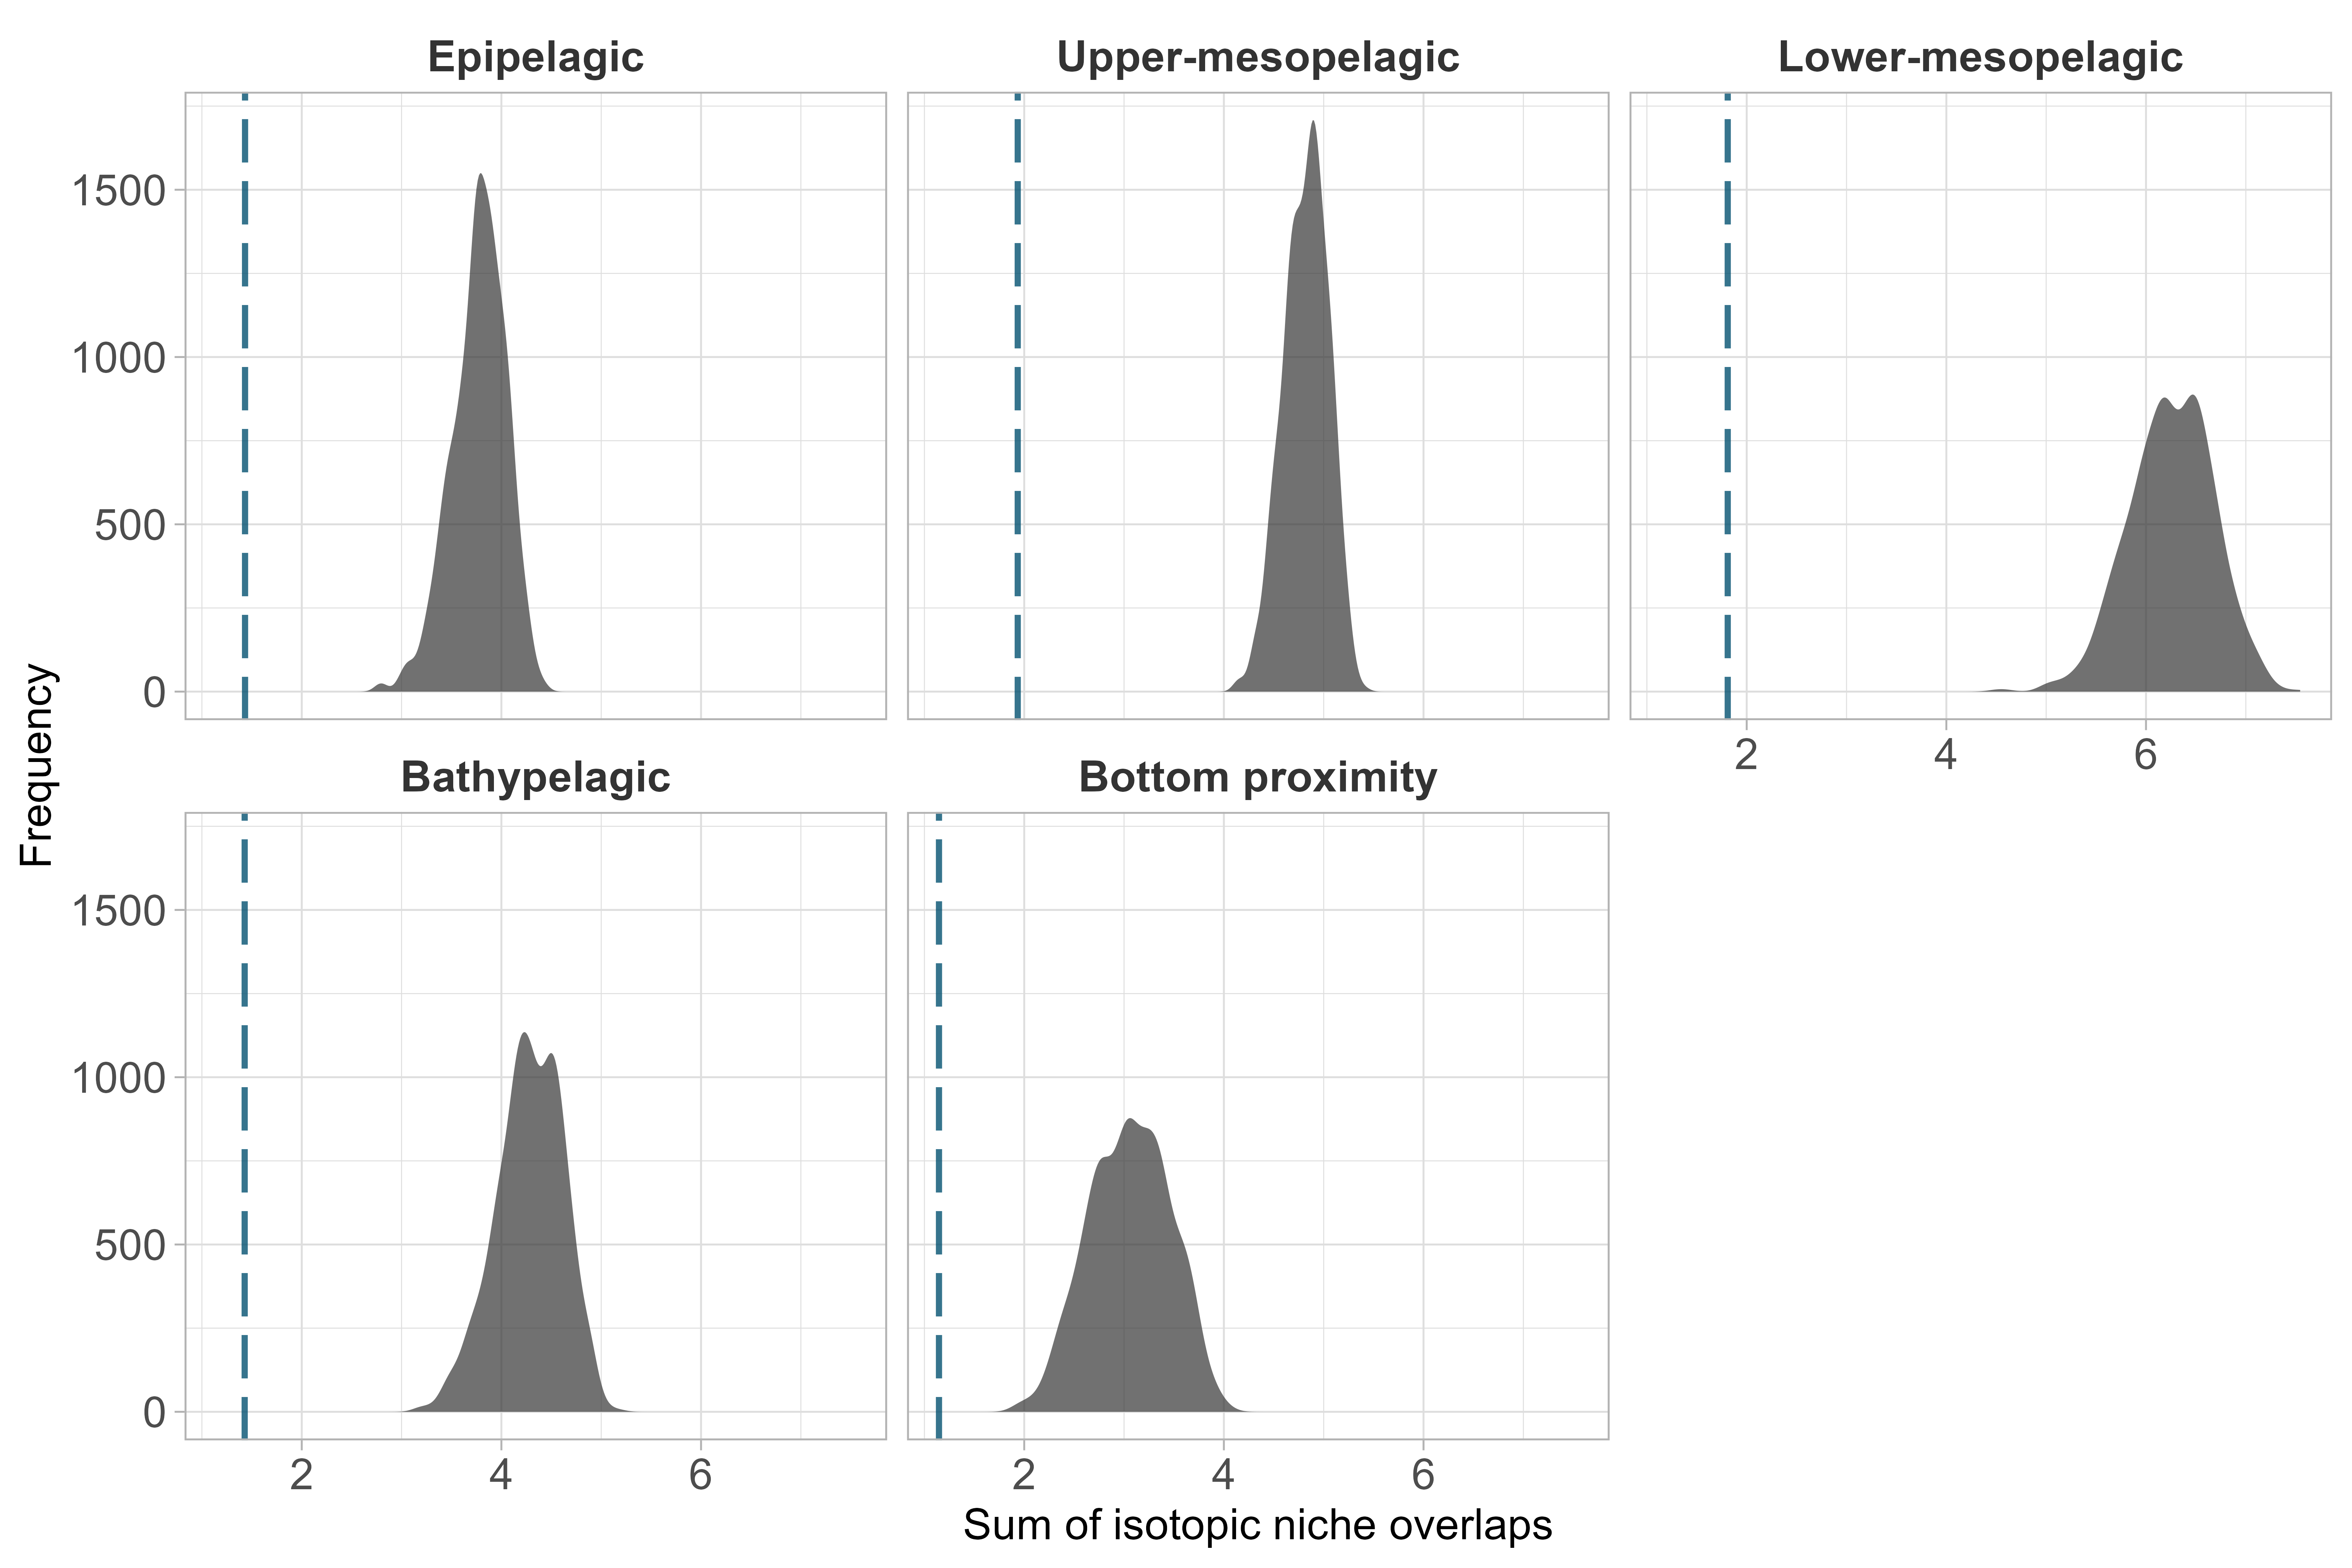 Epipelagic
Upper-mesopelagic
Lower-mesopelagic
1500
1000
500
0
2 4 6
Frequency
Bathypelagic
Bottom proximity
1500
1000
500
0
2 4 6
2 4 6
Sum of isotopic niche overlaps